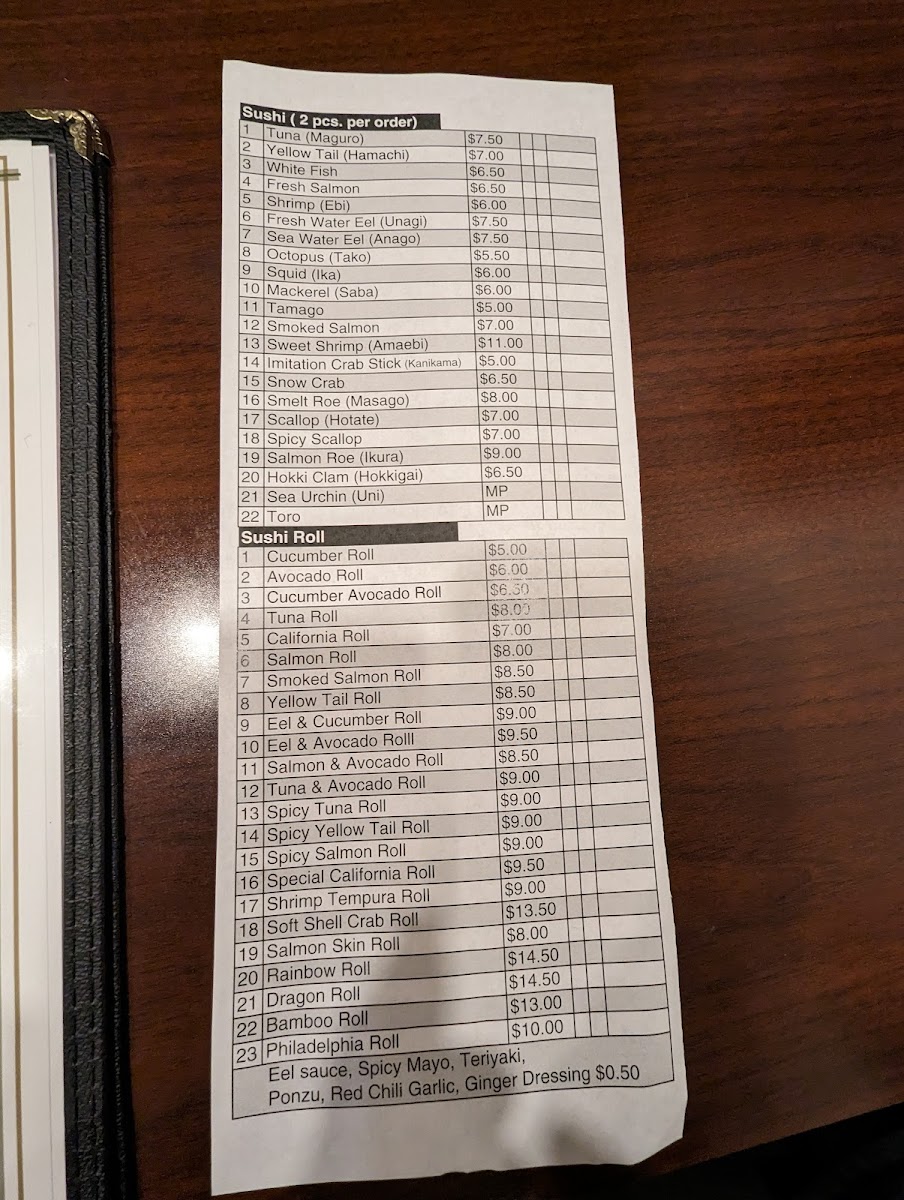 Sushi ( 2 pcs. per order)
1 Tuna (Maguro) $7.50
2 Yellow Tail (Hamachi) $7.00
3 White Fish $6.50
4 Fresh Salmon $6.50
5 Shrimp (Ebi) $6.00
6 Fresh Water Eel (Unagi) $7.50
7 Sea Water Eel (Anago) $7.50
8 Octopus (Tako) $5.50
9 Squid (Ika) $6.00
10 Mackerel (Saba) $6.00
11 Tamago $5.00
12 Smoked Salmon $7.00
13 Sweet Shrimp (Amaebi) $11.00
14 Imitation Crab Stick (Kanikama) $5.00
15 Snow Crab $6.50
16 Smelt Roe (Masago) $8.00
17 Scallop (Hotate) $7.00
18 Spicy Scallop $7.00
19 Salmon Roe (Ikura) $9.00
20 Hokki Clam (Hokkigai) $6.50
21 Sea Urchin (Uni) MP
22 Toro MP
Sushi Roll
1 Cucumber Roll $5.00
2 Avocado Roll $6.00
3 Cucumber Avocado Roll $6.50
4 Tuna Roll $8.00
5 California Roll $7.00
6 Salmon Roll $8.00
7 Smoked Salmon Roll $8.50
8 Yellow Tail Roll $8.50
9 Eel & Cucumber Roll $9.00
10 Eel & Avocado Rolll $9.50
11 Salmon & Avocado Roll $8.50
12 Tuna & Avocado Roll $9.00
13 Spicy Tuna Roll $9.00
14 Spicy Yellow Tail Roll $9.00
15 Spicy Salmon Roll $9.00
16 Special California Roll $9.50
17 Shrimp Tempura Roll $9.00
18 Soft Shell Crab Roll $13.50
19 Salmon Skin Roll $8.00
20 Rainbow Roll $14.50
21 Dragon Roll $14.50
22 Bamboo Roll $13.00
23 Philadelphia Roll $10.00
Eel sauce, Spicy Mayo, Teriyaki,
Ponzu, Red Chili Garlic, Ginger Dressing $0.50